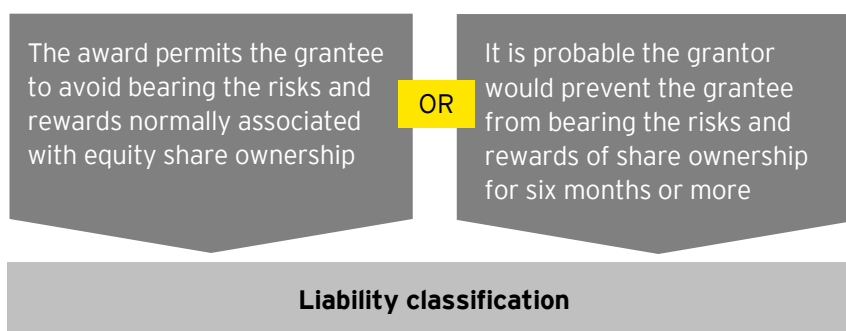 The award permits the grantee
to avoid bearing the risks and
rewards normally associated
with equity share ownership
OR
It is probable the grantor
would prevent the grantee
from bearing the risks and
rewards of share ownership
for six months or more
Liability classification